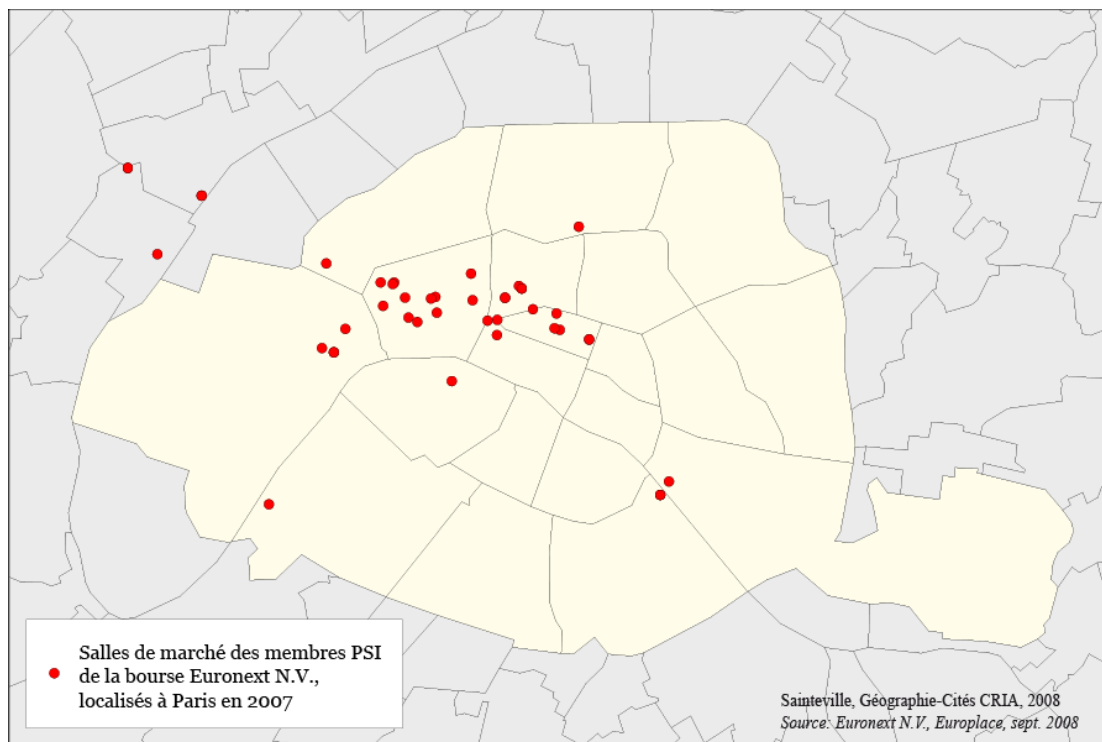 Salles de marché des membres PSI
de la bourse Euronext N.V.,
localisés à Paris en 2007
Sainteville, Géographie-Cités CRIA, 2008
Source: Euronext N.V., Europlace, sept. 2008